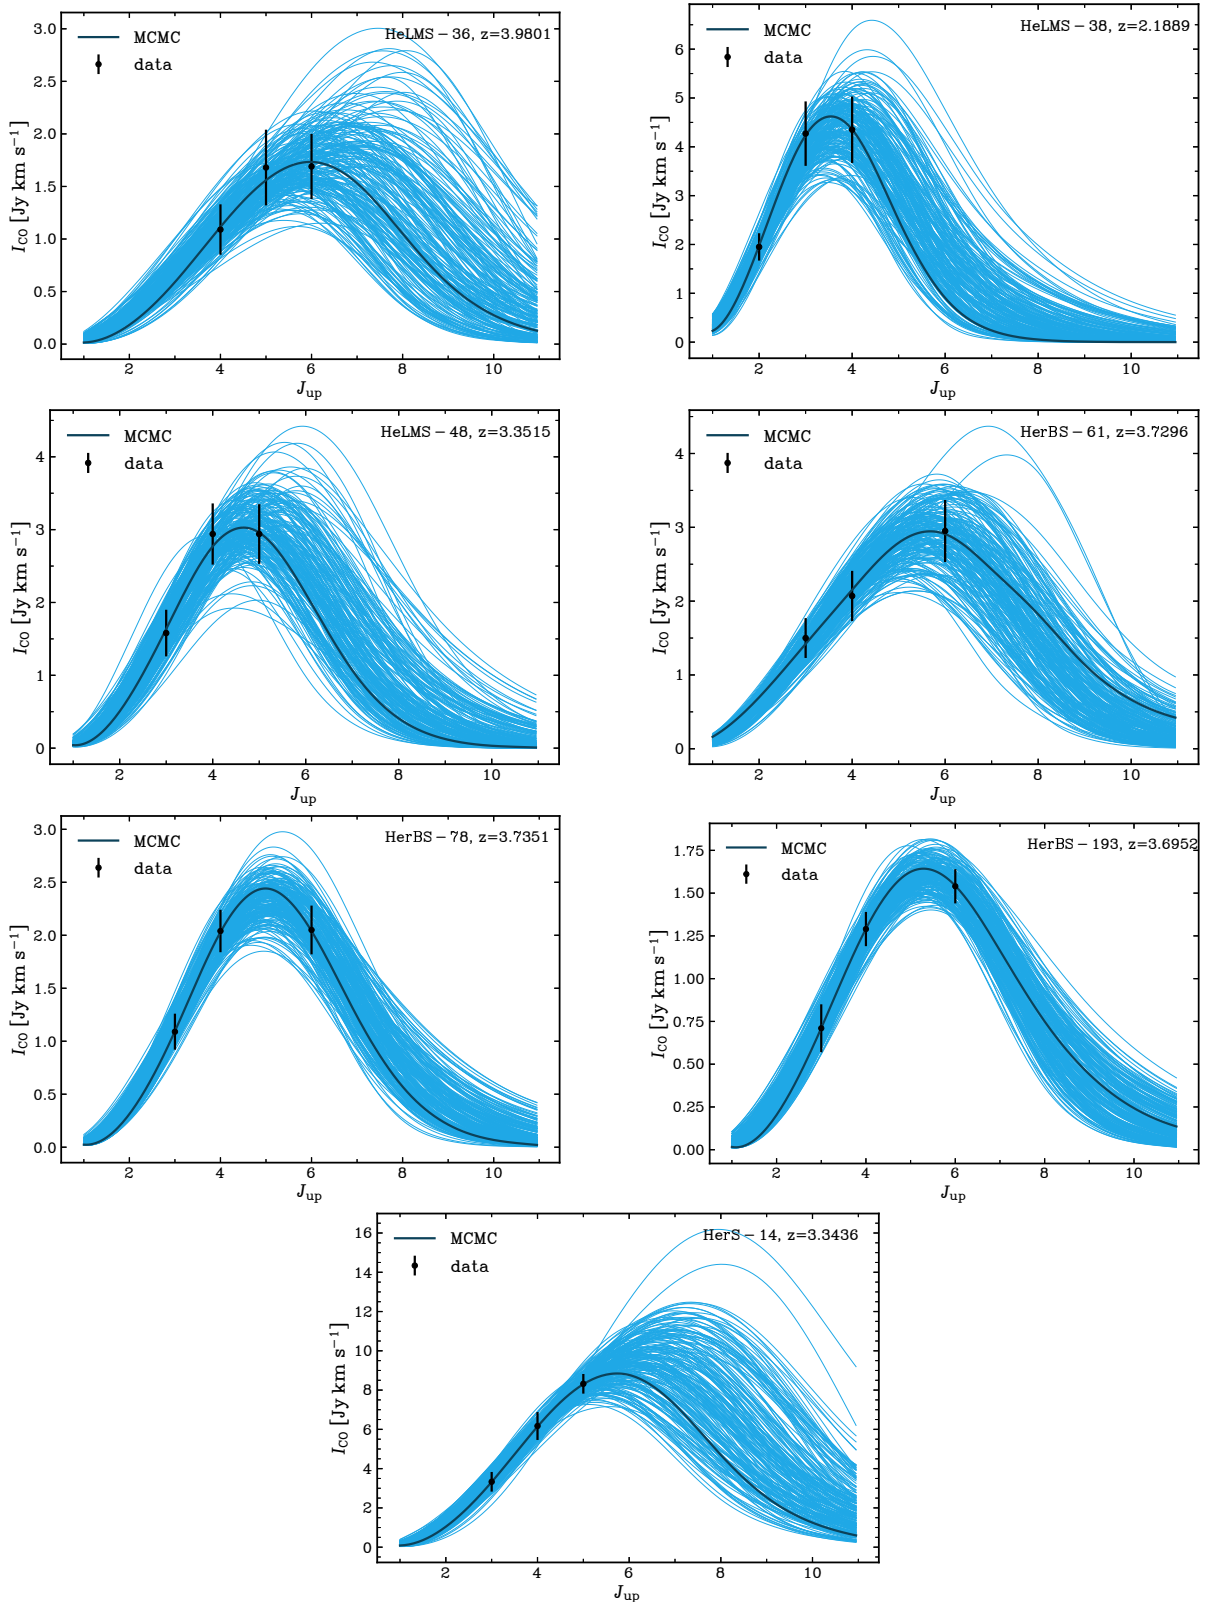 HeLMS − 36, z=3.9801
MCMC
data
3.0
2.5
2.0
1.5
1.0
0.5
0.0
I_CO [Jy km s⁻¹]
2 4 6 8 10
J_up
HeLMS − 38, z=2.1889
MCMC
data
6
5
4
3
2
1
0
I_CO [Jy km s⁻¹]
2 4 6 8 10
J_up
HeLMS − 48, z=3.3515
MCMC
data
4
3
2
1
0
I_CO [Jy km s⁻¹]
2 4 6 8 10
J_up
HerBS − 61, z=3.7296
MCMC
data
4
3
2
1
0
I_CO [Jy km s⁻¹]
2 4 6 8 10
J_up
HerBS − 78, z=3.7351
MCMC
data
3.0
2.5
2.0
1.5
1.0
0.5
0.0
I_CO [Jy km s⁻¹]
2 4 6 8 10
J_up
HerBS − 193, z=3.6952
MCMC
data
1.75
1.50
1.25
1.00
0.75
0.50
0.25
0.00
I_CO [Jy km s⁻¹]
2 4 6 8 10
J_up
HerS − 14, z=3.3436
MCMC
data
16
14
12
10
8
6
4
2
0
I_CO [Jy km s⁻¹]
2 4 6 8 10
J_up